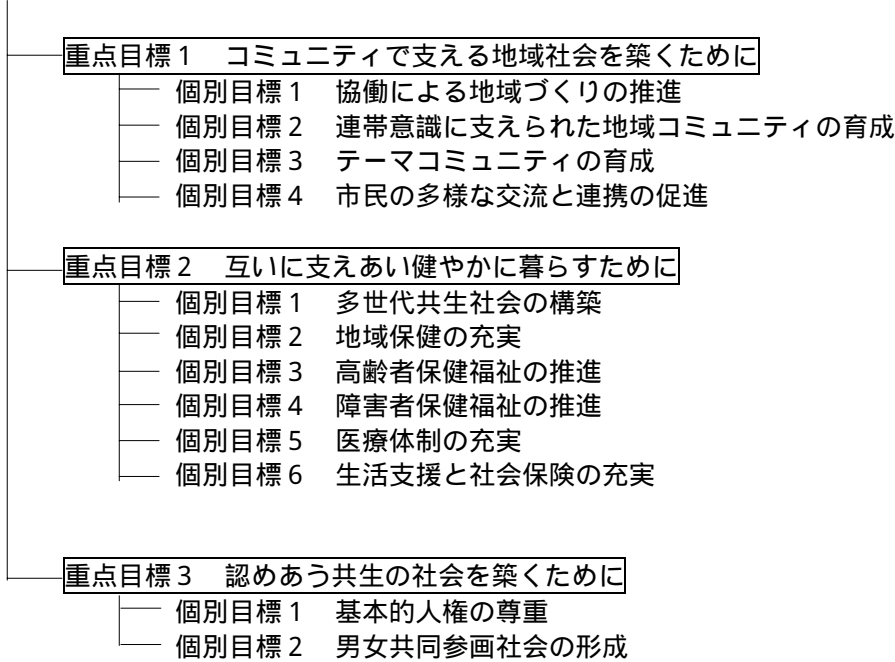 重点目標１　コミュニティで支える地域社会を築くために
個別目標１　協働による地域づくりの推進
個別目標２　連帯意識に支えられた地域コミュニティの育成
個別目標３　テーマコミュニティの育成
個別目標４　市民の多様な交流と連携の促進
重点目標２　互いに支えあい健やかに暮らすために
個別目標１　多世代共生社会の構築
個別目標２　地域保健の充実
個別目標３　高齢者保健福祉の推進
個別目標４　障害者保健福祉の推進
個別目標５　医療体制の充実
個別目標６　生活支援と社会保険の充実
重点目標３　認めあう共生の社会を築くために
個別目標１　基本的人権の尊重
個別目標２　男女共同参画社会の形成